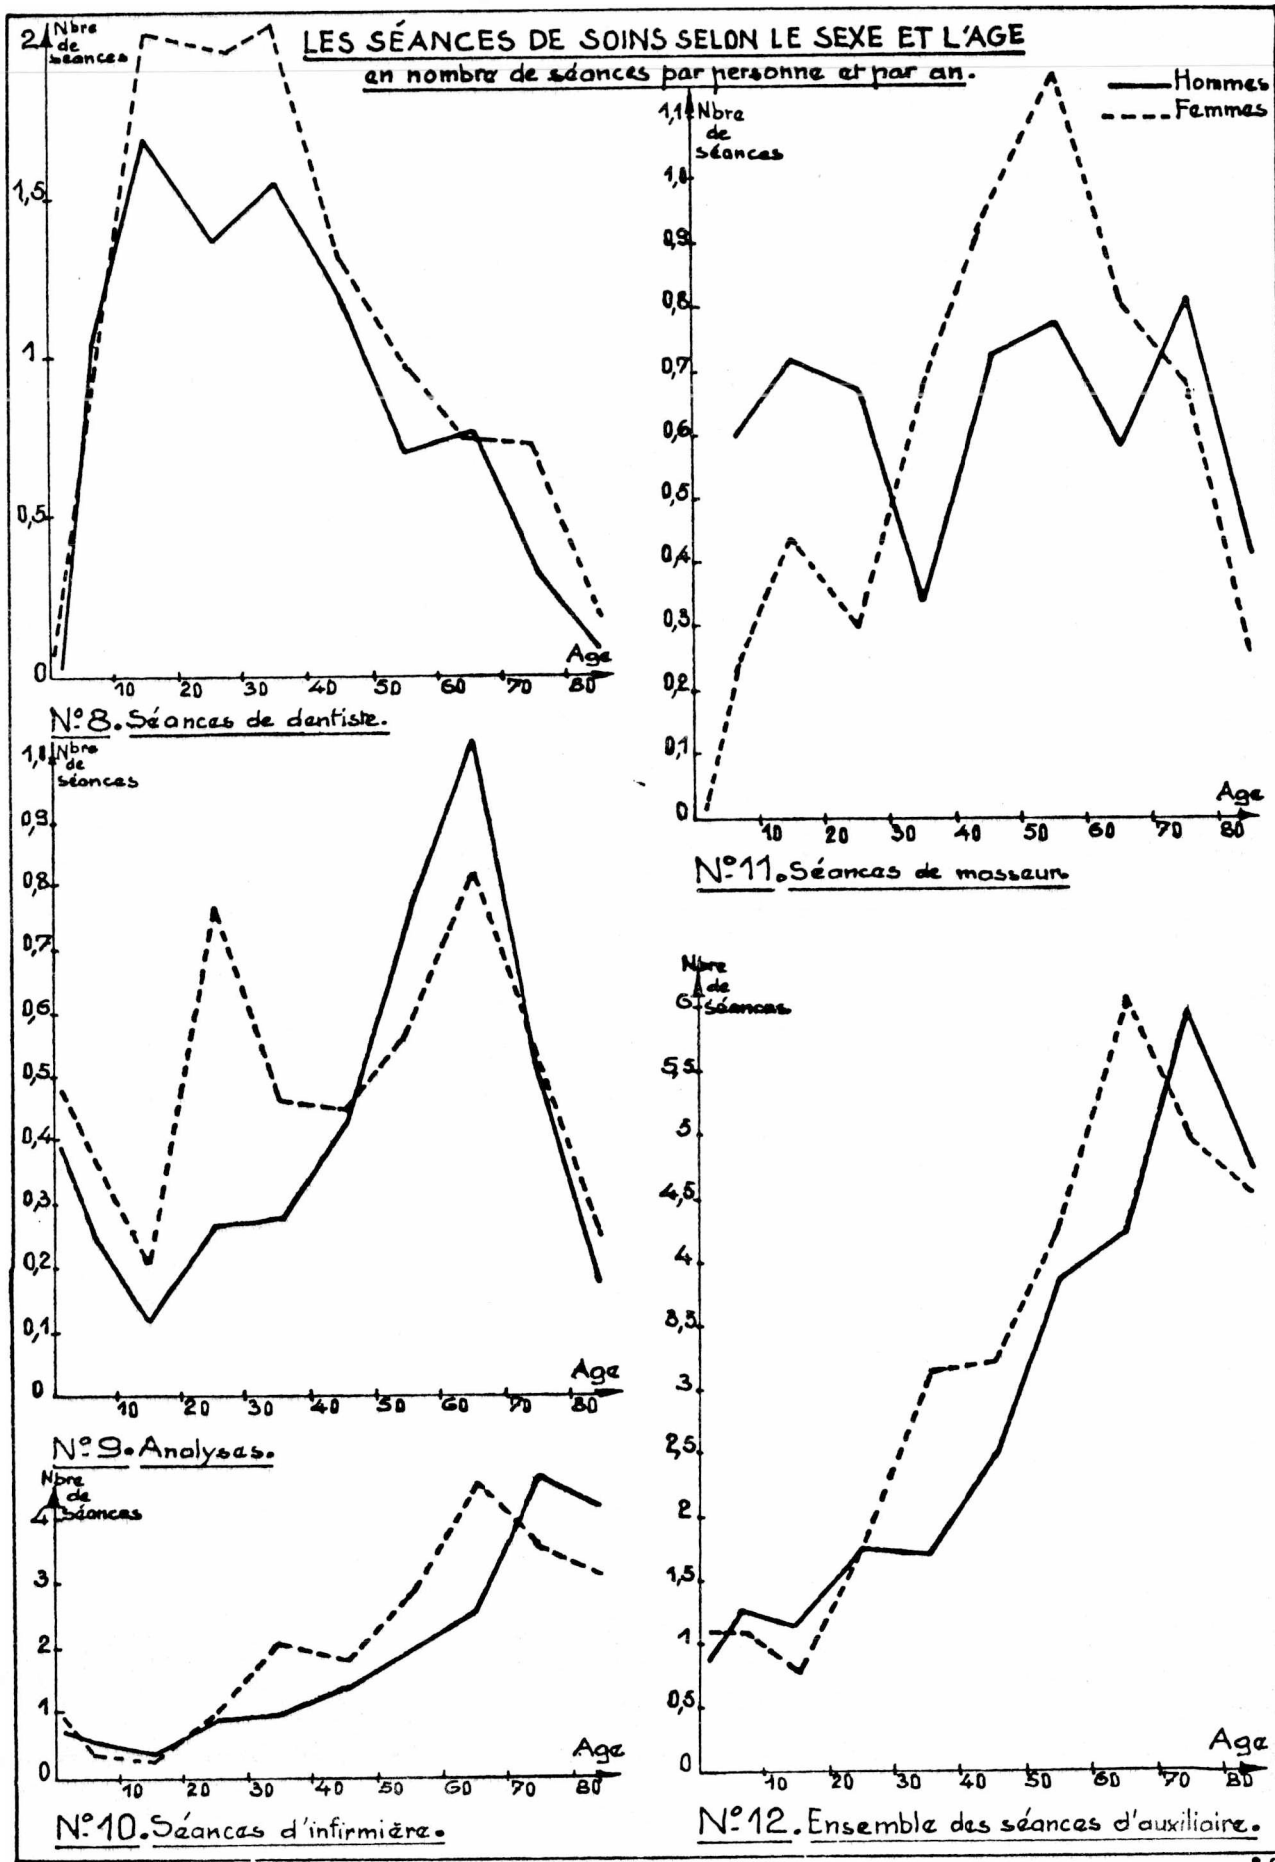 LES SÉANCES DE SOINS SELON LE SEXE ET L'AGE
en nombre de séances par personne et par an.
Hommes
Femmes
Nbre
de
séances
2
1,5
1
0,5
0
10 20 30 40 50 60 70 80
Age
N°8. Séances de dentiste.
Nbre
de
séances
1,0
0,9
0,8
0,7
0,6
0,5
0,4
0,3
0,2
0,1
0
10 20 30 40 50 60 70 80
Age
N°9. Analyses.
Nbre
de
séances
4
3
2
1
0
10 20 30 40 50 60 70 80
Age
N°10. Séances d'infirmière.
Nbre
de
séances
1,1
1,0
0,9
0,8
0,7
0,6
0,5
0,4
0,3
0,2
0,1
0
10 20 30 40 50 60 70 80
Age
N°11. Séances de masseur
Nbre
de
séances
6
5,5
5
4,5
4
3,5
3
2,5
2
1,5
1
0,5
0
10 20 30 40 50 60 70 80
Age
N°12. Ensemble des séances d'auxiliaire.